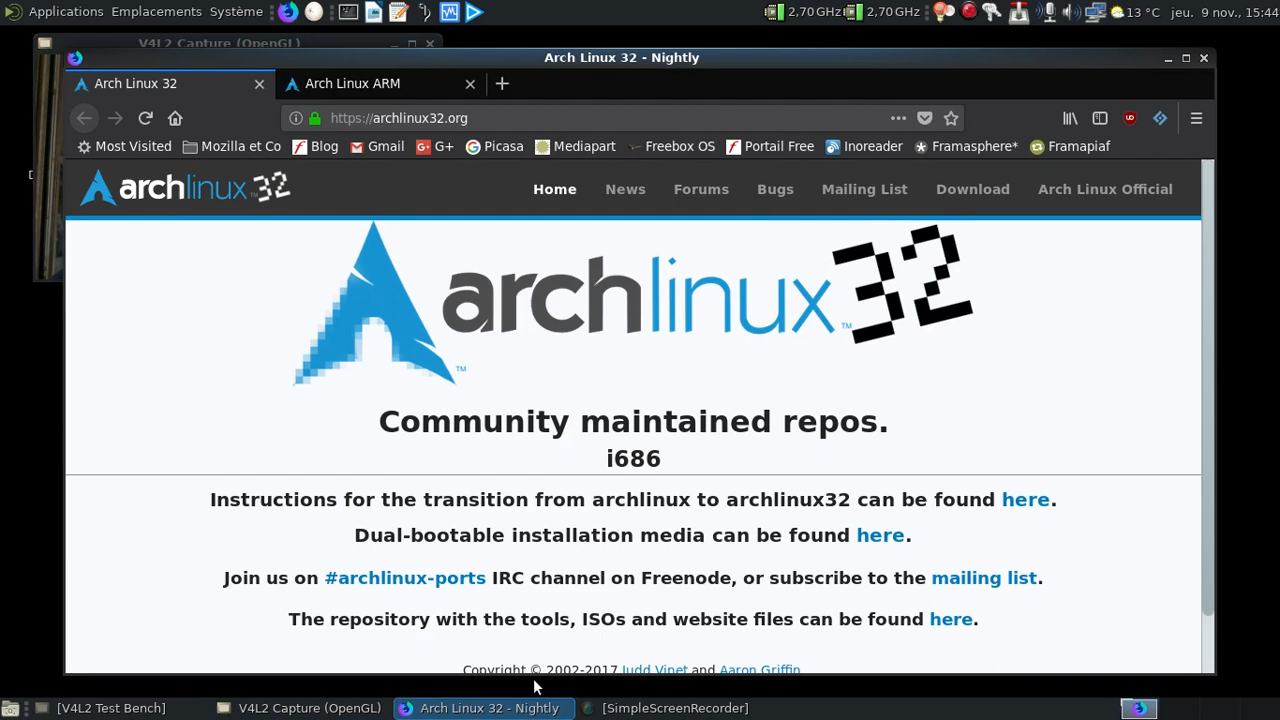 Applications Emplacements Système 2,70 GHz 2,70 GHz 13 °C jeu. 9 nov., 15:44
V4L2 Capture (OpenGL)
Arch Linux 32 - Nightly
Arch Linux 32 Arch Linux ARM
https://archlinux32.org
Most Visited Mozilla et Co Blog Gmail G+ Picasa Mediapart Freebox OS Portail Free Inoreader Framasphere* Framapiaf
archlinux 32 Home News Forums Bugs Mailing List Download Arch Linux Official
archlinux 32
TM
TM
Community maintained repos.
i686
Instructions for the transition from archlinux to archlinux32 can be found here.
Dual-bootable installation media can be found here.
Join us on #archlinux-ports IRC channel on Freenode, or subscribe to the mailing list.
The repository with the tools, ISOs and website files can be found here.
Copyright © 2002-2017 Judd Vinet and Aaron Griffin
[V4L2 Test Bench] V4L2 Capture (OpenGL) Arch Linux 32 - Nightly [SimpleScreenRecorder]